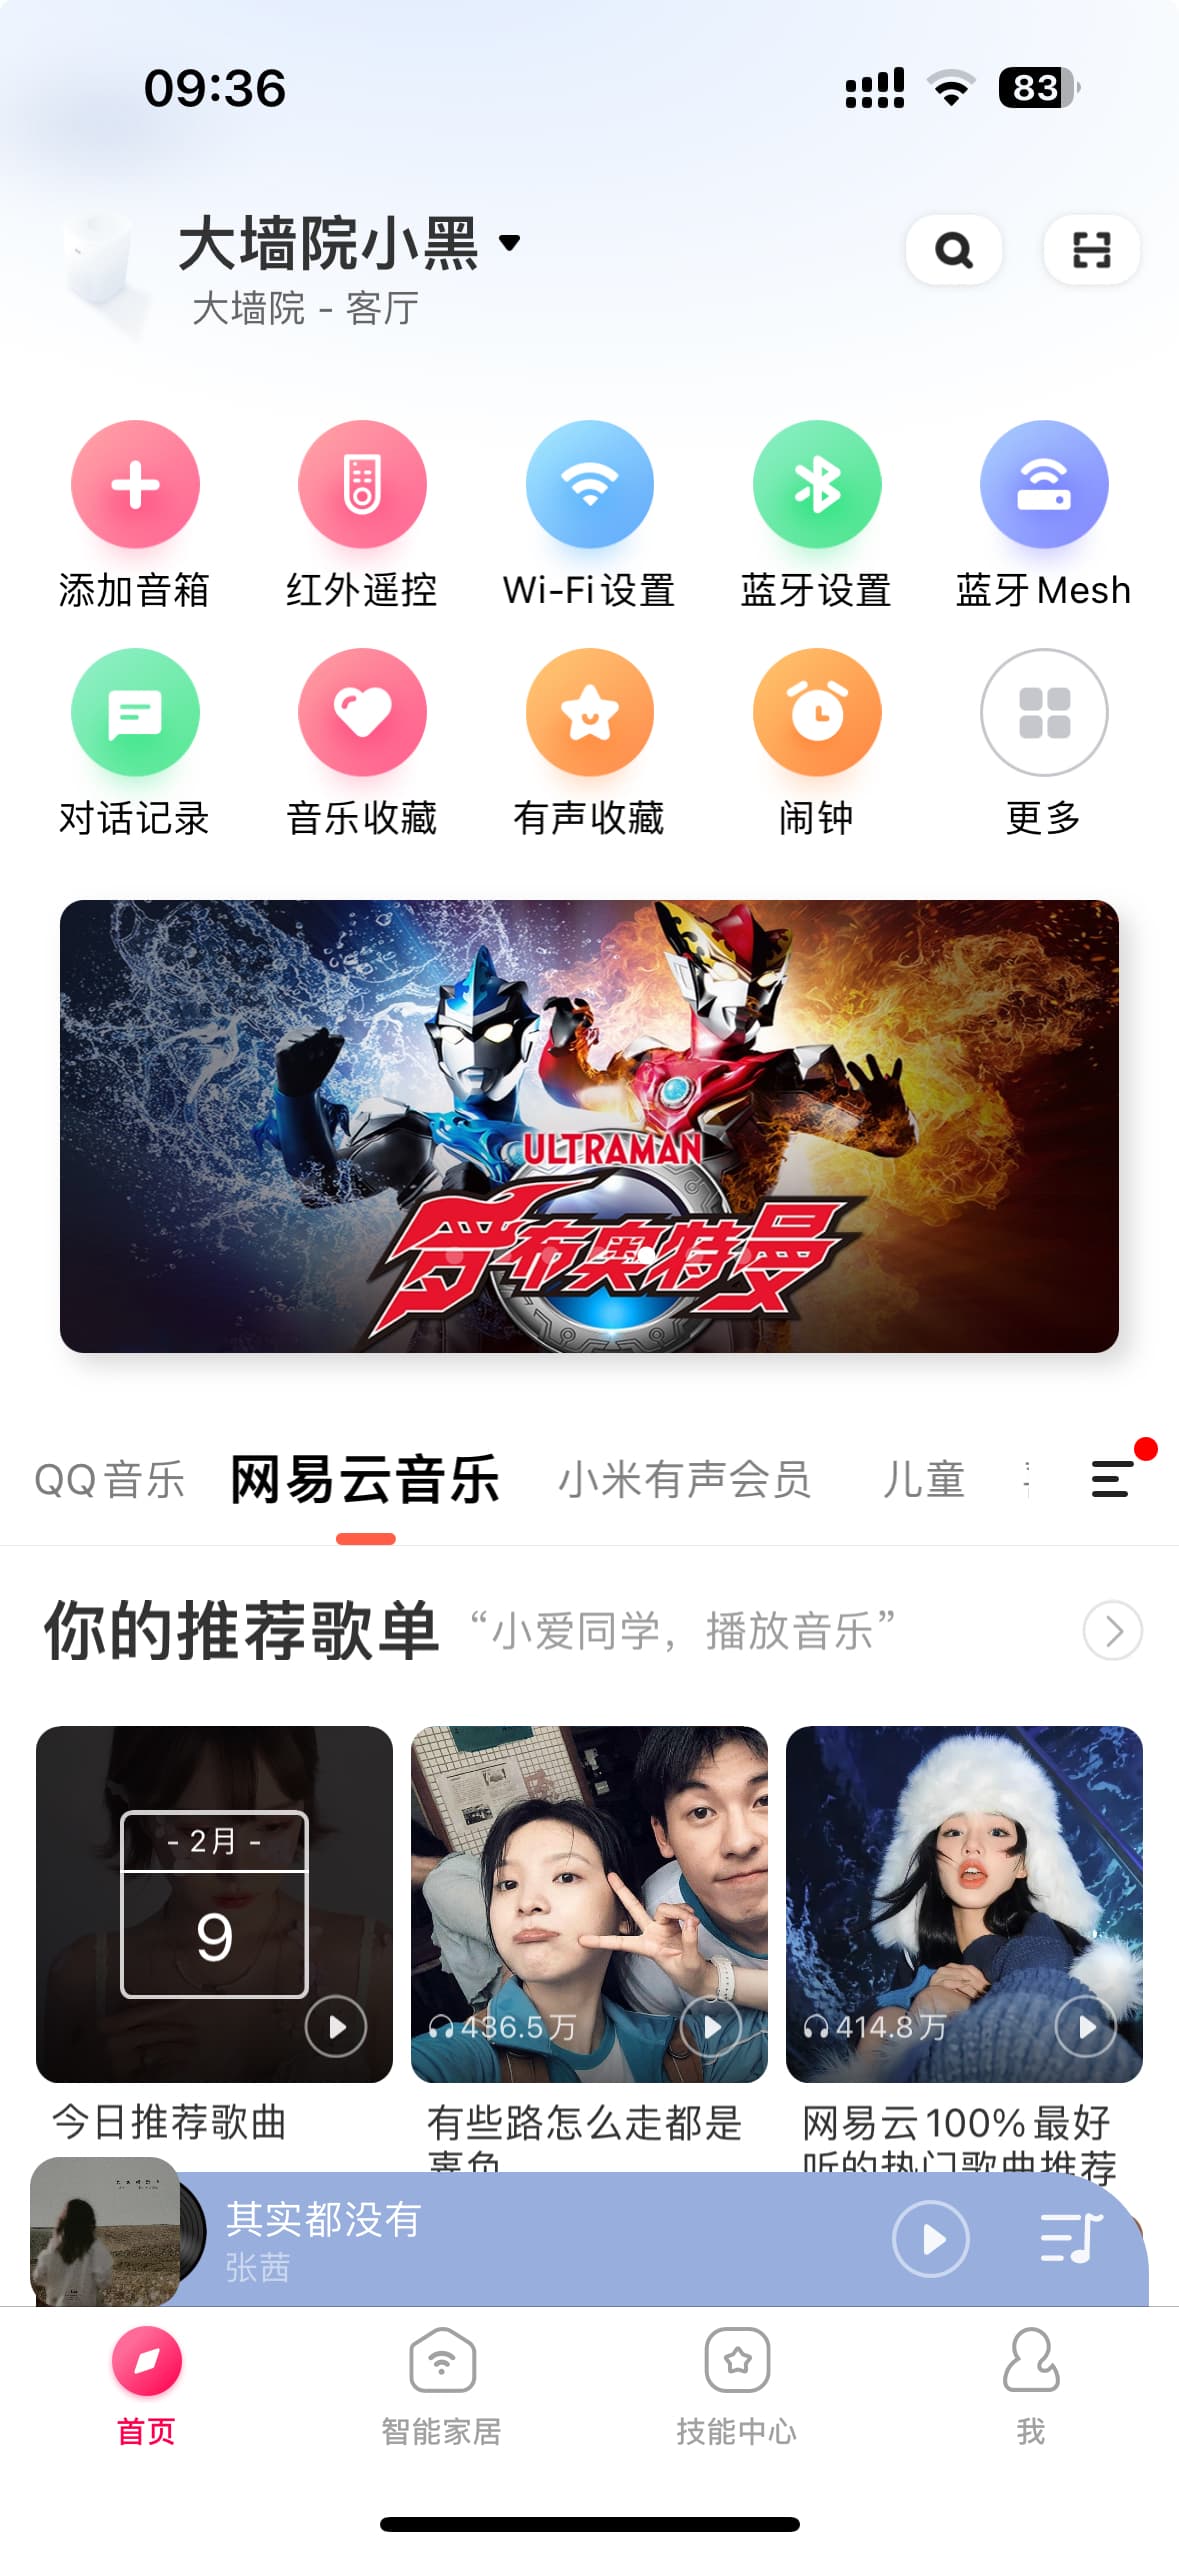 09:36
83
大墙院小黑
大墙院 - 客厅
添加音箱
红外遥控
Wi-Fi设置
蓝牙设置
蓝牙Mesh
对话记录
音乐收藏
有声收藏
闹钟
更多
ULTRAMAN
罗布奥特曼
QQ音乐
网易云音乐
小米有声会员
儿童
你的推荐歌单
“小爱同学，播放音乐”
- 2月 -
9
436.5万
414.8万
今日推荐歌曲
有些路怎么走都是
辜负
网易云100%最好
听的热门歌曲推荐
其实都没有
张茜
首页
智能家居
技能中心
我